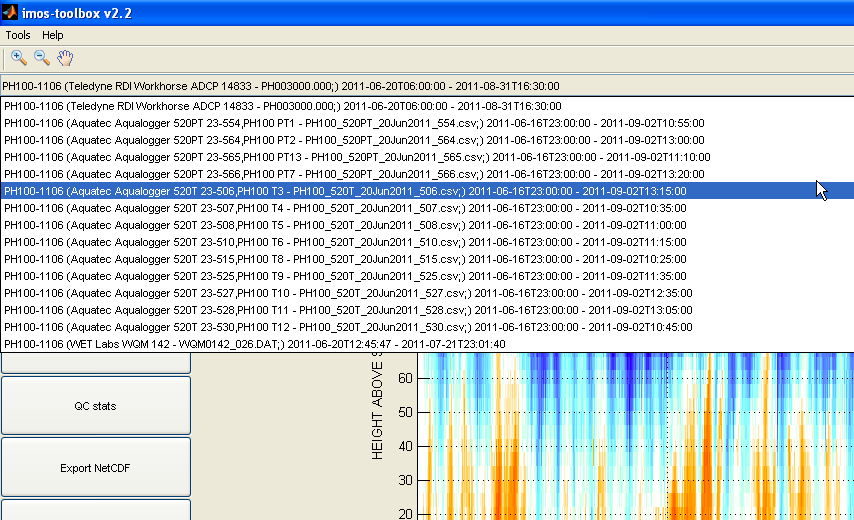 imos-toolbox v2.2
Tools Help
PH100-1106 (Teledyne RDI Workhorse ADCP 14833 - PH003000.000;) 2011-06-20T06:00:00 - 2011-08-31T16:30:00
PH100-1106 (Teledyne RDI Workhorse ADCP 14833 - PH003000.000;) 2011-06-20T06:00:00 - 2011-08-31T16:30:00
PH100-1106 (Aquatec Aqualogger 520PT 23-554,PH100 PT1 - PH100_520PT_20Jun2011_554.csv;) 2011-06-16T23:00:00 - 2011-09-02T10:55:00
PH100-1106 (Aquatec Aqualogger 520PT 23-564,PH100 PT2 - PH100_520PT_20Jun2011_564.csv;) 2011-06-16T23:00:00 - 2011-09-02T13:00:00
PH100-1106 (Aquatec Aqualogger 520PT 23-565,PH100 PT13 - PH100_520PT_20Jun2011_565.csv;) 2011-06-16T23:00:00 - 2011-09-02T11:10:00
PH100-1106 (Aquatec Aqualogger 520PT 23-566,PH100 PT7 - PH100_520PT_20Jun2011_566.csv;) 2011-06-16T23:00:00 - 2011-09-02T13:20:00
PH100-1106 (Aquatec Aqualogger 520T 23-506,PH100 T3 - PH100_520T_20Jun2011_506.csv;) 2011-06-16T23:00:00 - 2011-09-02T13:15:00
PH100-1106 (Aquatec Aqualogger 520T 23-507,PH100 T4 - PH100_520T_20Jun2011_507.csv;) 2011-06-16T23:00:00 - 2011-09-02T10:35:00
PH100-1106 (Aquatec Aqualogger 520T 23-508,PH100 T5 - PH100_520T_20Jun2011_508.csv;) 2011-06-16T23:00:00 - 2011-09-02T11:00:00
PH100-1106 (Aquatec Aqualogger 520T 23-510,PH100 T6 - PH100_520T_20Jun2011_510.csv;) 2011-06-16T23:00:00 - 2011-09-02T11:15:00
PH100-1106 (Aquatec Aqualogger 520T 23-515,PH100 T8 - PH100_520T_20Jun2011_515.csv;) 2011-06-16T23:00:00 - 2011-09-02T10:25:00
PH100-1106 (Aquatec Aqualogger 520T 23-525,PH100 T9 - PH100_520T_20Jun2011_525.csv;) 2011-06-16T23:00:00 - 2011-09-02T11:35:00
PH100-1106 (Aquatec Aqualogger 520T 23-527,PH100 T10 - PH100_520T_20Jun2011_527.csv;) 2011-06-16T23:00:00 - 2011-09-02T12:35:00
PH100-1106 (Aquatec Aqualogger 520T 23-528,PH100 T11 - PH100_520T_20Jun2011_528.csv;) 2011-06-16T23:00:00 - 2011-09-02T13:05:00
PH100-1106 (Aquatec Aqualogger 520T 23-530,PH100 T12 - PH100_520T_20Jun2011_530.csv;) 2011-06-16T23:00:00 - 2011-09-02T10:45:00
PH100-1106 (WET Labs WQM 142 - WQM0142_026.DAT;) 2011-06-20T12:45:47 - 2011-07-21T23:01:40
QC stats
Export NetCDF
HEIGHT ABOVE
60
50
40
30
20